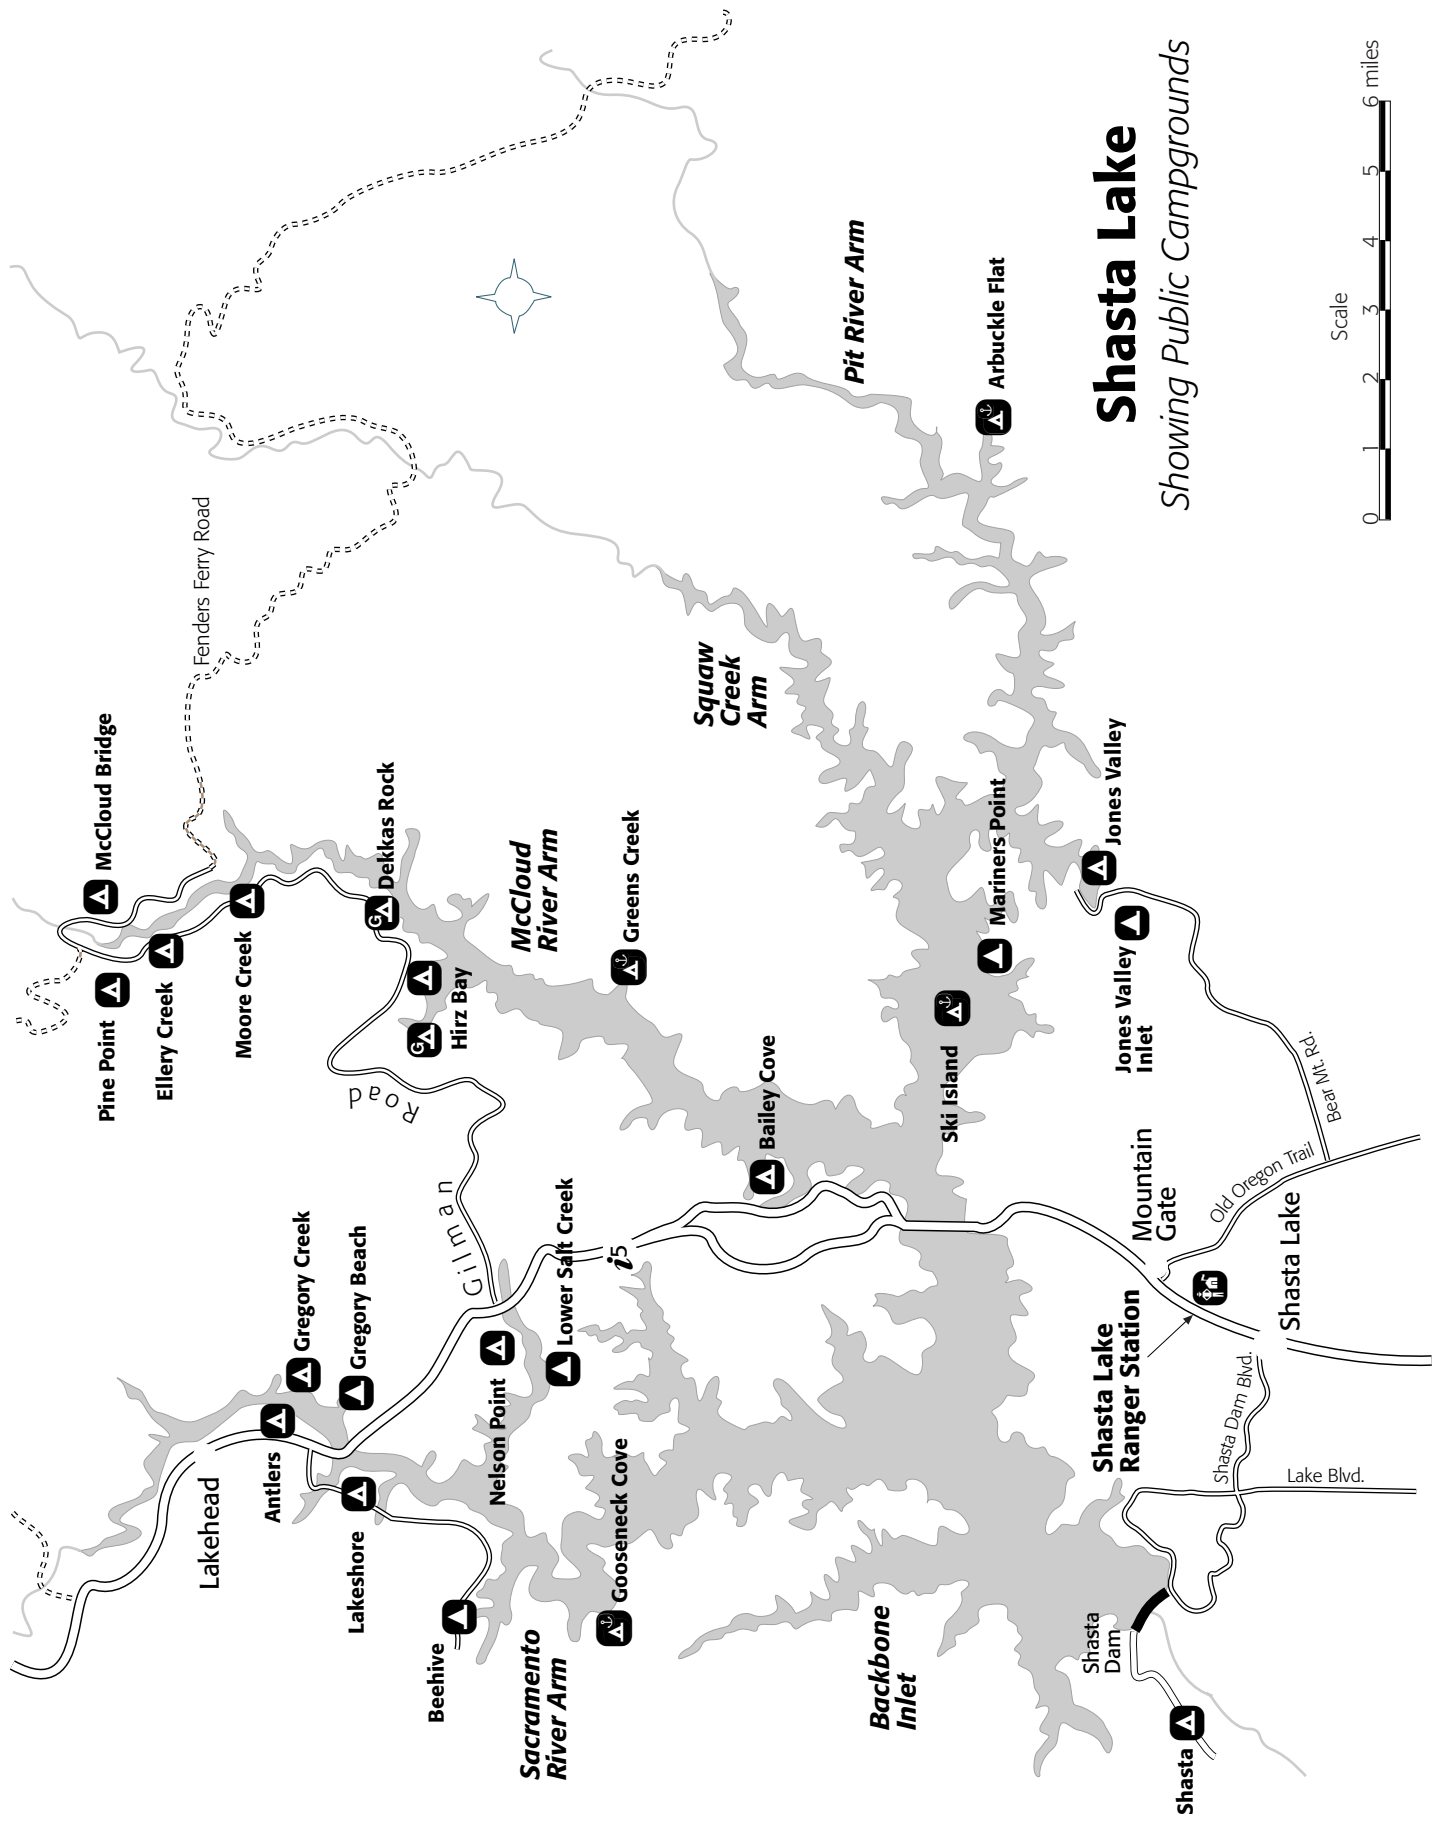 Shasta Lake
Showing Public Campgrounds
Scale
0 1 2 3 4 5 6 miles
Lakehead
Antlers
Gregory Creek
Gregory Beach
Lakeshore
Beehive
Sacramento
River Arm
Gooseneck Cove
Nelson Point
Lower Salt Creek
i5
Gilman
Road
Pine Point
McCloud Bridge
Ellery Creek
Moore Creek
Fenders Ferry Road
G
Dekkas Rock
G
Hirz Bay
McCloud
River Arm
Greens Creek
Bailey Cove
Squaw
Creek
Arm
Pit River Arm
Arbuckle Flat
Ski Island
Mariners Point
Jones Valley
Jones Valley
Inlet
Bear Mt. Rd.
Old Oregon Trail
Mountain
Gate
Shasta Lake
Shasta Lake
Ranger Station
Shasta Dam Blvd.
Lake Blvd.
Backbone
Inlet
Shasta
Dam
Shasta